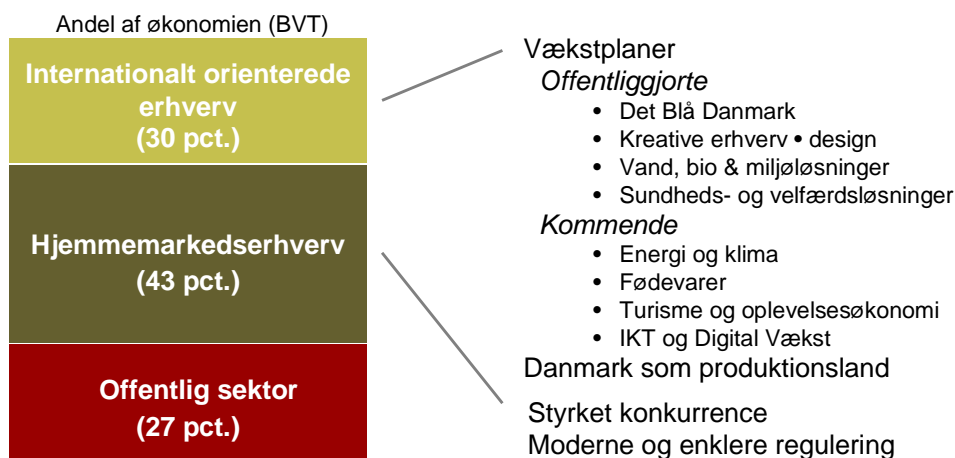 Andel af økonomien (BVT)
Internationalt orienterede
erhverv
(30 pct.)
Hjemmemarkedserhverv
(43 pct.)
Offentlig sektor
(27 pct.)
Vækstplaner
Offentliggjorte
• Det Blå Danmark
• Kreative erhverv • design
• Vand, bio & miljøløsninger
• Sundheds- og velfærdsløsninger
Kommende
• Energi og klima
• Fødevarer
• Turisme og oplevelsesøkonomi
• IKT og Digital Vækst
Danmark som produktionsland
Styrket konkurrence
Moderne og enklere regulering